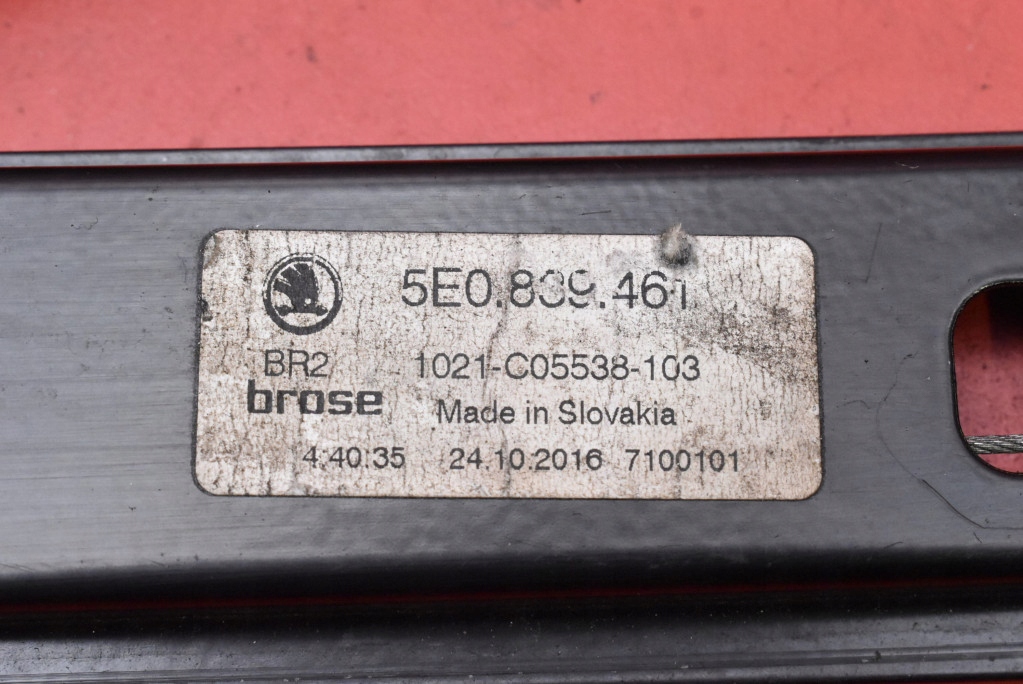 5E0.839.461
BR2 1021-C05538-103
brose Made in Slovakia
4:40:35 24.10.2016 7100101